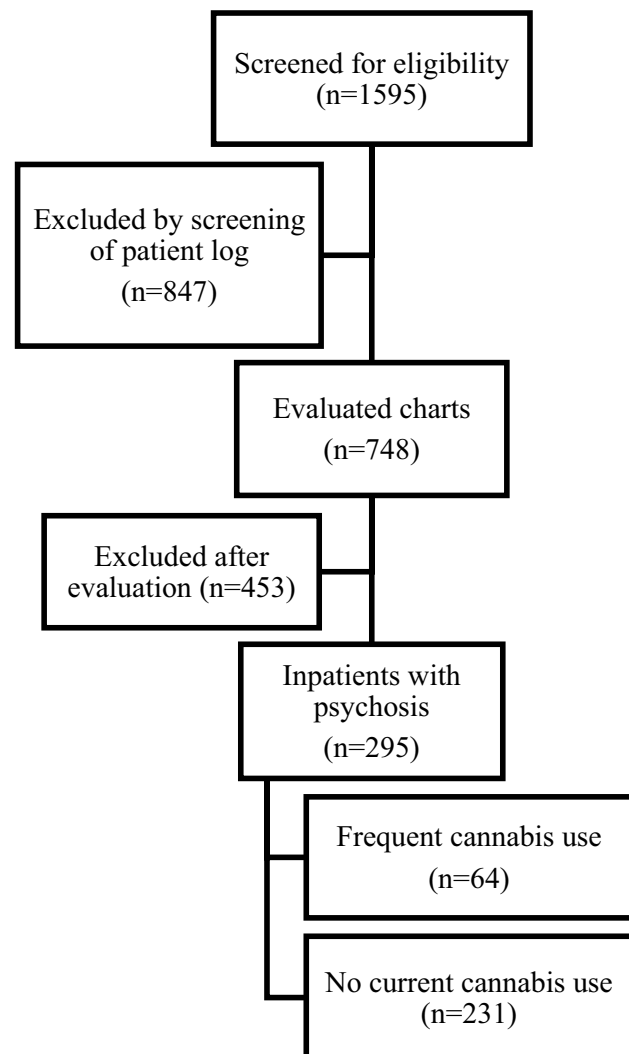 Screened for eligibility
(n=1595)
Excluded by screening
of patient log
(n=847)
Evaluated charts
(n=748)
Excluded after
evaluation (n=453)
Inpatients with
psychosis
(n=295)
Frequent cannabis use
(n=64)
No current cannabis use
(n=231)